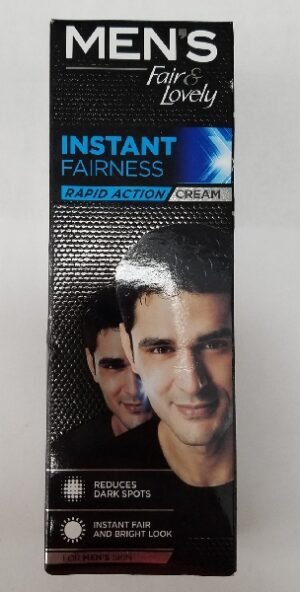 MEN'S
Fair &
Lovely
INSTANT
FAIRNESS
RAPID ACTION CREAM
REDUCES
DARK SPOTS
INSTANT FAIR
AND BRIGHT LOOK
FOR MEN'S SKIN